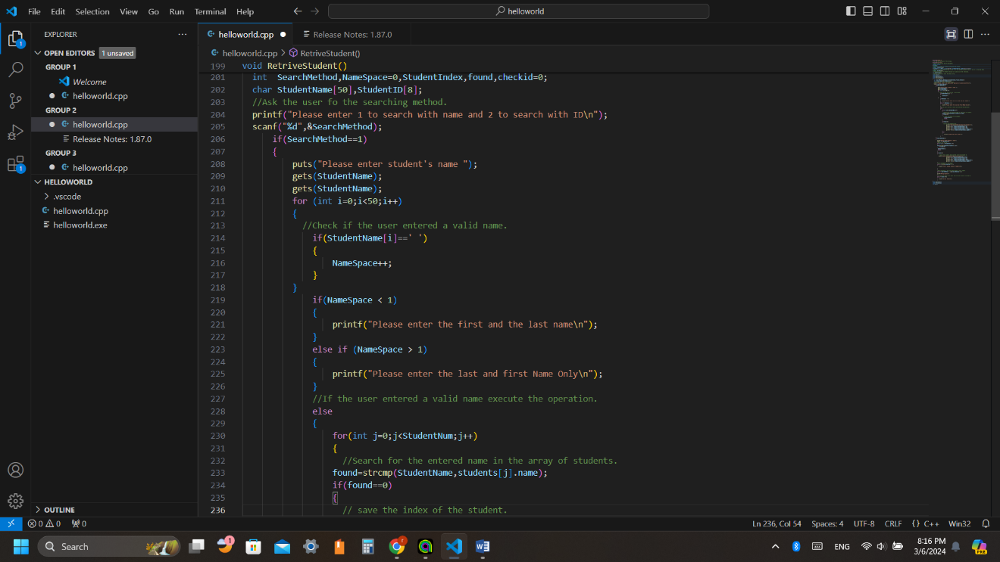 File Edit Selection View Go Run Terminal Help
helloworld
EXPLORER
helloworld.cpp
Release Notes: 1.87.0
OPEN EDITORS 1 unsaved
GROUP 1
Welcome
helloworld.cpp
GROUP 2
helloworld.cpp
Release Notes: 1.87.0
GROUP 3
helloworld.cpp
HELLOWORLD
.vscode
helloworld.cpp
helloworld.exe
OUTLINE
helloworld.cpp > RetriveStudent()
199 void RetriveStudent()
201 int SearchMethod,NameSpace=0,StudentIndex,found,checkid=0;
202 char StudentName[50],StudentID[8];
203 //Ask the user fo the searching method.
204 printf("Please enter 1 to search with name and 2 to search with ID\n");
205 scanf("%d",&SearchMethod);
206 if(SearchMethod==1)
207 {
208 puts("Please enter student's name ");
209 gets(StudentName);
210 gets(StudentName);
211 for (int i=0;i<50;i++)
212 {
213 //Check if the user entered a valid name.
214 if(StudentName[i]==' ')
215 {
216 NameSpace++;
217 }
218 }
219 if(NameSpace < 1)
220 {
221 printf("Please enter the first and the last name\n");
222 }
223 else if (NameSpace > 1)
224 {
225 printf("Please enter the last and first Name Only\n");
226 }
227 //If the user entered a valid name execute the operation.
228 else
229 {
230 for(int j=0;j<StudentNum;j++)
231 {
232 //Search for the entered name in the array of students.
233 found=strcmp(StudentName,students[j].name);
234 if(found==0)
235 {
236 // save the index of the student.
0 0 0
Ln 236, Col 54 Spaces: 4 UTF-8 CRLF {} C++ Win32
Search
ENG
8:16 PM
3/6/2024